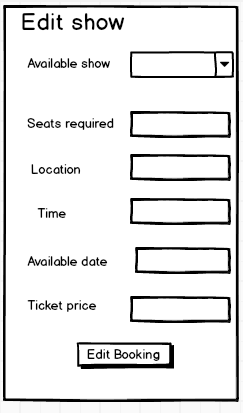 Edit show
Available show
Seats required
Location
Time
Available date
Ticket price
Edit Booking